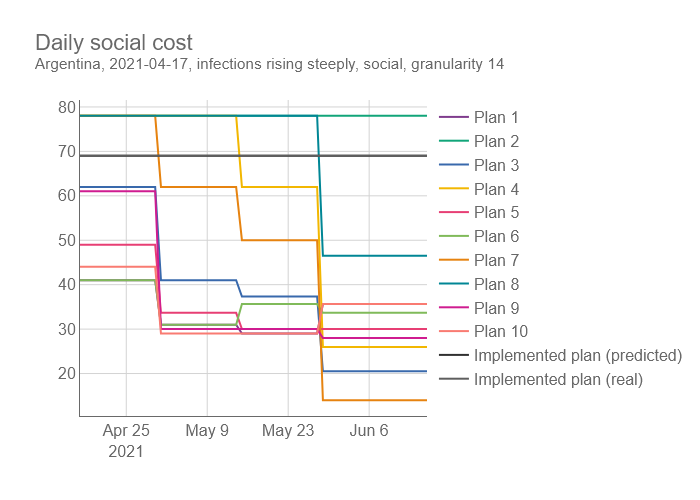 Daily social cost
Argentina, 2021-04-17, infections rising steeply, social, granularity 14
80
70
60
50
40
30
20
Apr 25
2021
May 9
May 23
Jun 6
Plan 1
Plan 2
Plan 3
Plan 4
Plan 5
Plan 6
Plan 7
Plan 8
Plan 9
Plan 10
Implemented plan (predicted)
Implemented plan (real)